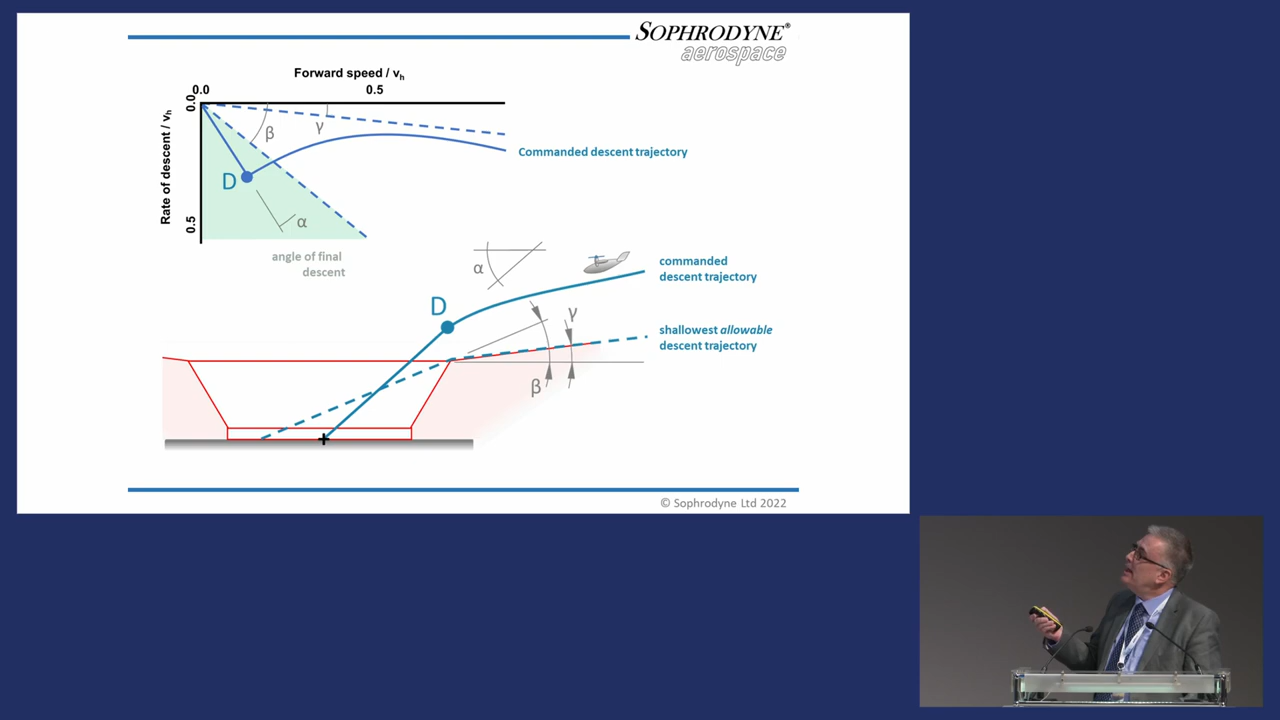 SOPHRODYNE®
aerospace
Forward speed / vh
0.0
0.5
0.0
Rate of descent / vh
0.5
β
γ
Commanded descent trajectory
D
α
angle of final
descent
α
commanded
descent trajectory
D
γ
shallowest allowable
descent trajectory
β
© Sophrodyne Ltd 2022